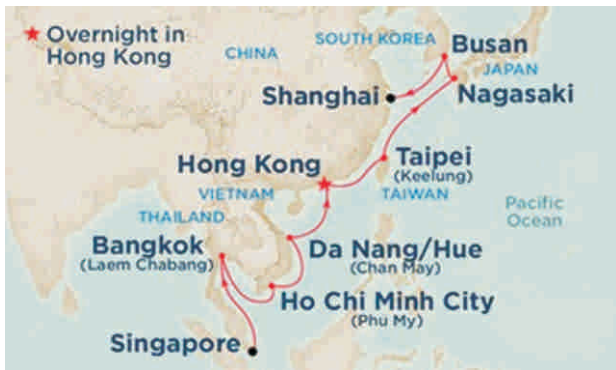 ★ Overnight in
Hong Kong
SOUTH KOREA
Busan
CHINA
JAPAN
Shanghai
Nagasaki
Hong Kong
Taipei
(Keelung)
VIETNAM
TAIWAN
THAILAND
Pacific
Ocean
Bangkok
(Laem Chabang)
Da Nang/Hue
(Chan May)
Ho Chi Minh City
(Phu My)
Singapore